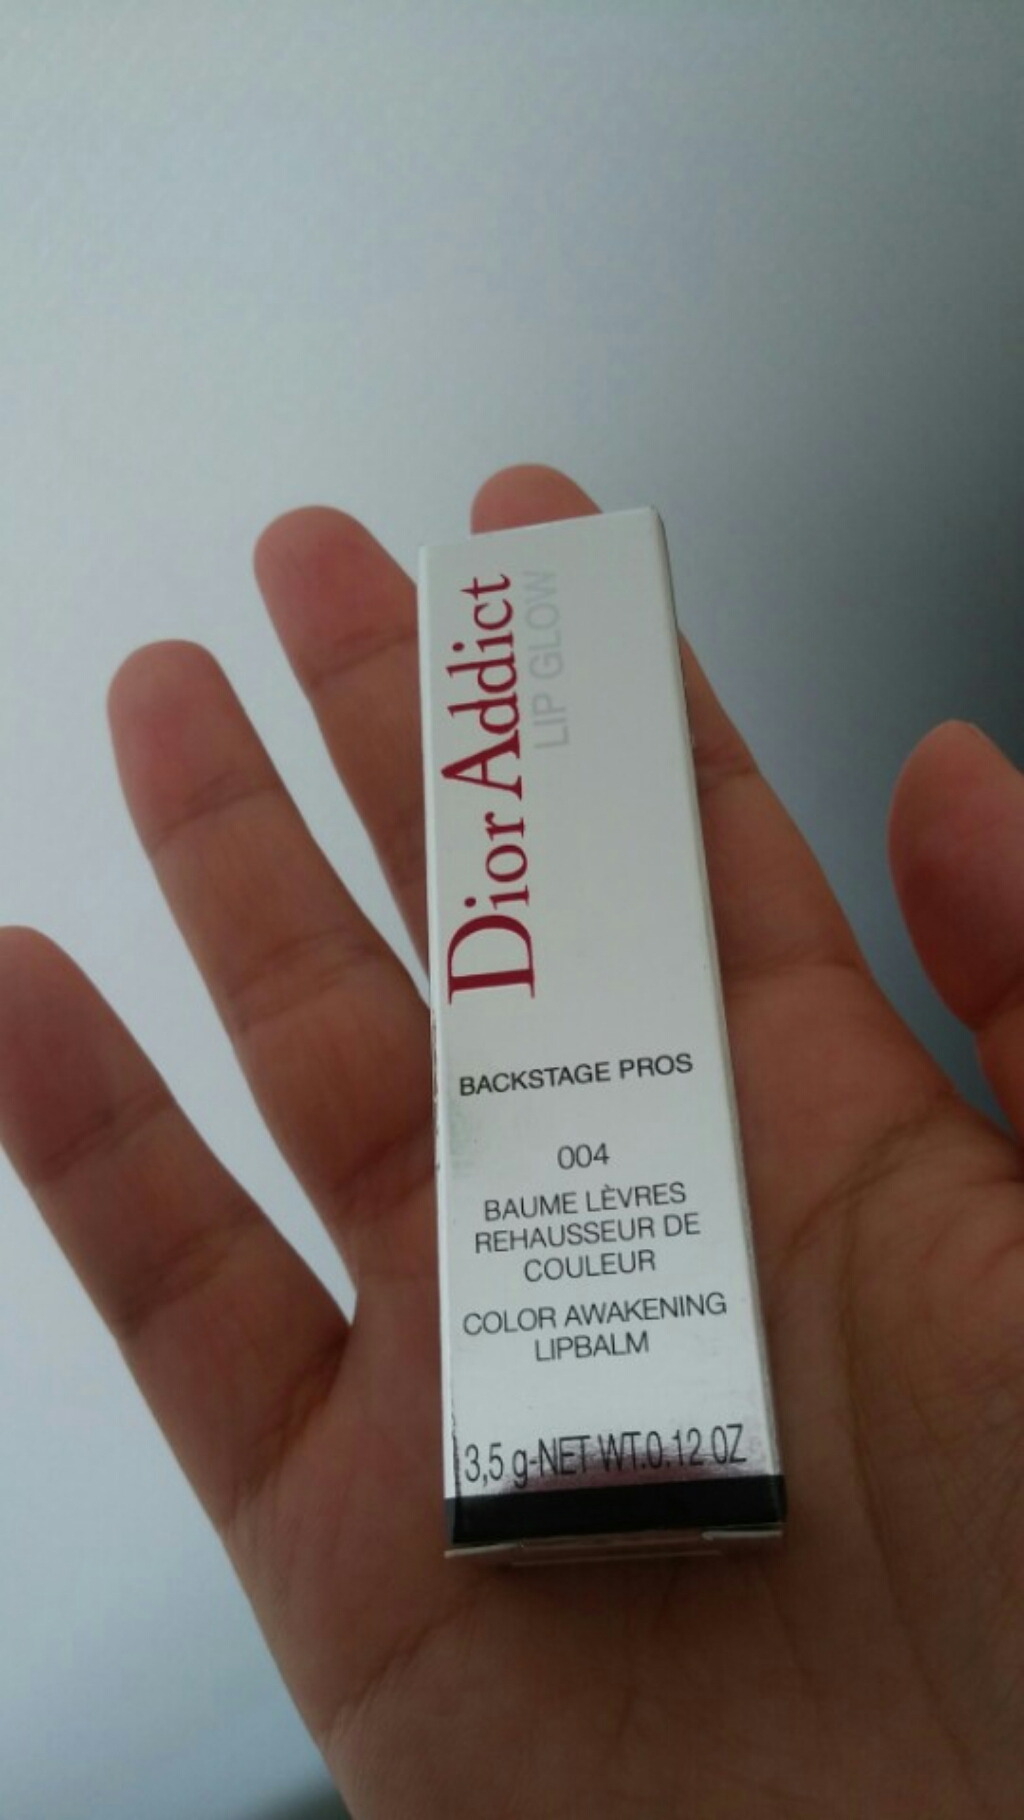 Dior Addict
LIP GLOW
BACKSTAGE PROS
004
BAUME LÈVRES
REHAUSSEUR DE
COULEUR
COLOR AWAKENING
LIPBALM
3,5 g-NET WT.0.12 OZ